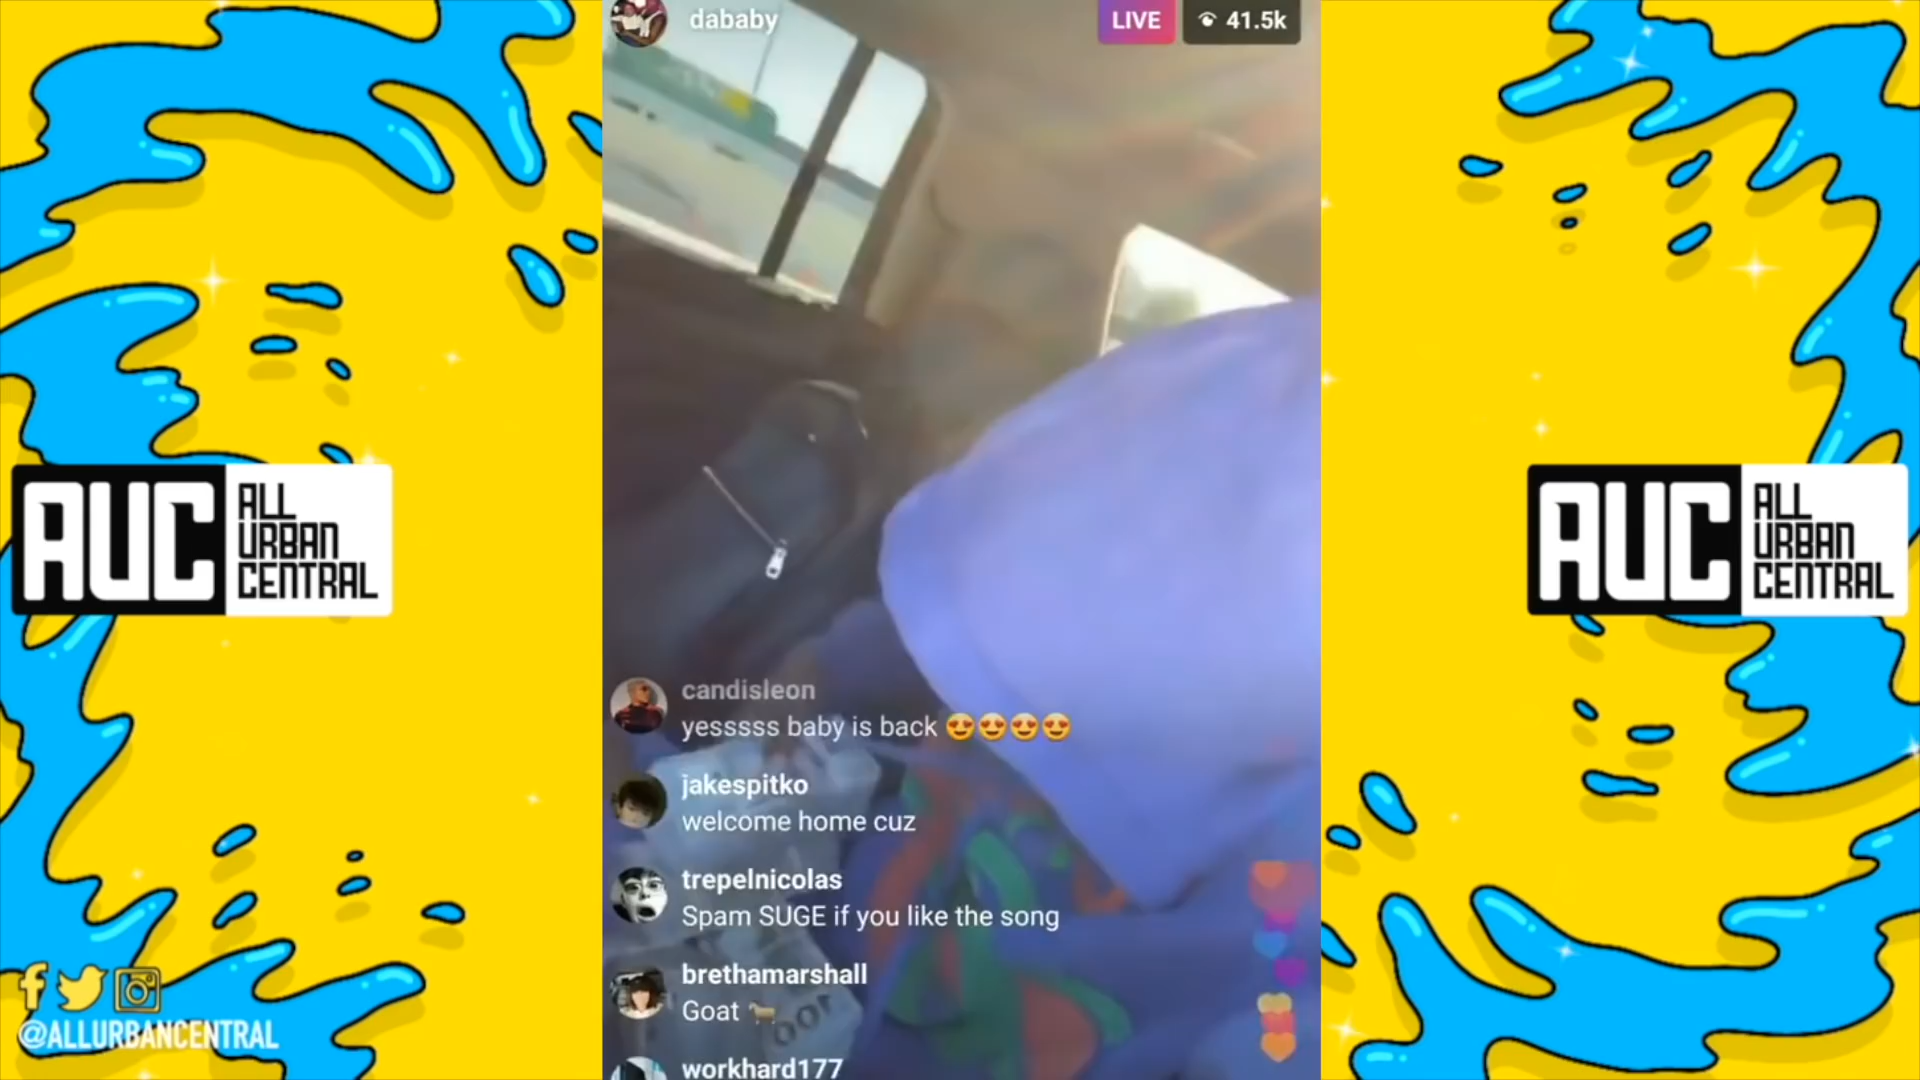 dababy
LIVE
41.5k
AUC
ALL
URBAN
CENTRAL
AUC
ALL
URBAN
CENTRAL
candisleon
yesssss baby is back 😍😍😍😍
jakespitko
welcome home cuz
trepelnicolas
Spam SUGE if you like the song
brethamarshall
Goat 🐐
workhard177
@ALLURBANCENTRAL